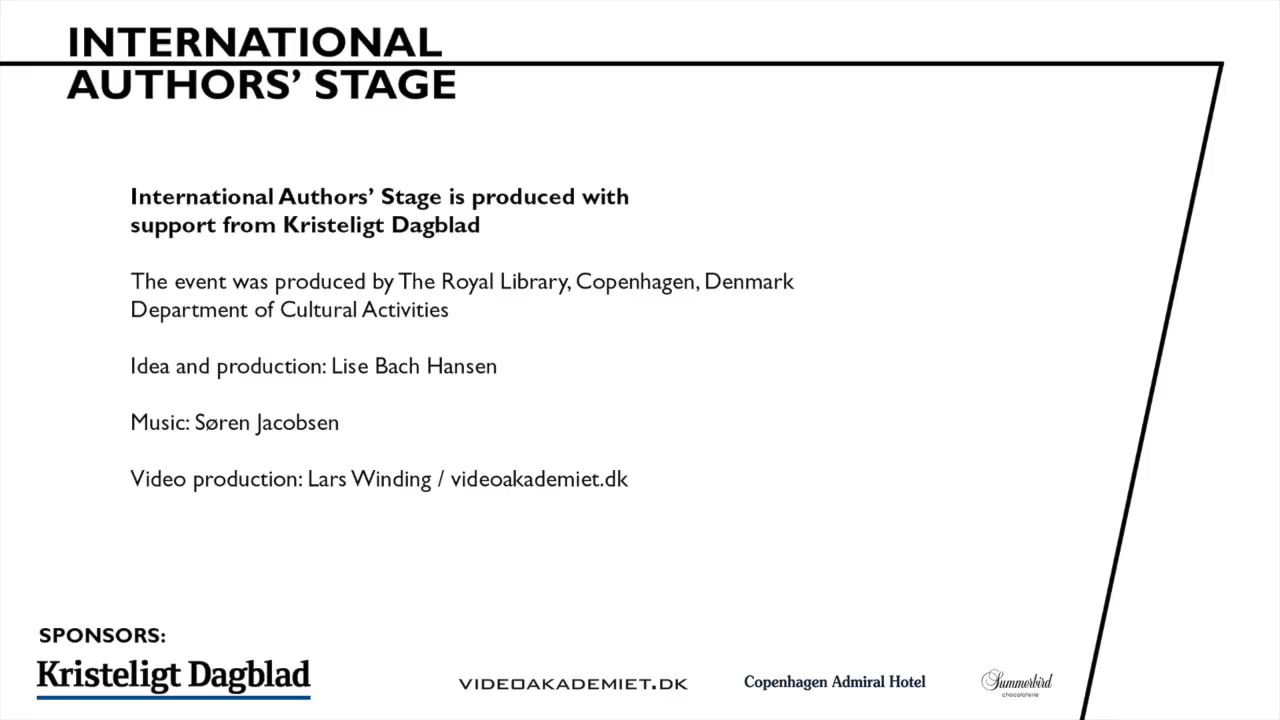 INTERNATIONAL
AUTHORS’ STAGE
International Authors’ Stage is produced with
support from Kristeligt Dagblad
The event was produced by The Royal Library, Copenhagen, Denmark
Department of Cultural Activities
Idea and production: Lise Bach Hansen
Music: Søren Jacobsen
Video production: Lars Winding / videoakademiet.dk
SPONSORS:
Kristeligt Dagblad
VIDEOAKADEMIET.DK
Copenhagen Admiral Hotel
Summerbird
chocolaterie